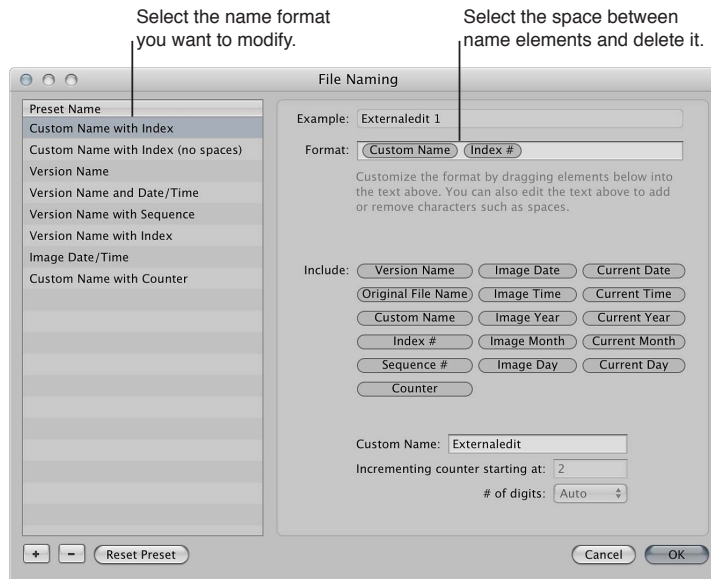 Select the name format
you want to modify.
Select the space between
name elements and delete it.
File Naming
Preset Name
Custom Name with Index
Custom Name with Index (no spaces)
Version Name
Version Name and Date/Time
Version Name with Sequence
Version Name with Index
Image Date/Time
Custom Name with Counter
Example: Externaledit 1
Format: Custom Name Index #
Customize the format by dragging elements below into
the text above. You can also edit the text above to add
or remove characters such as spaces.
Include: Version Name Image Date Current Date
Original File Name Image Time Current Time
Custom Name Image Year Current Year
Index # Image Month Current Month
Sequence # Image Day Current Day
Counter
Custom Name: Externaledit
Incrementing counter starting at: 2
# of digits: Auto
+ - Reset Preset Cancel OK